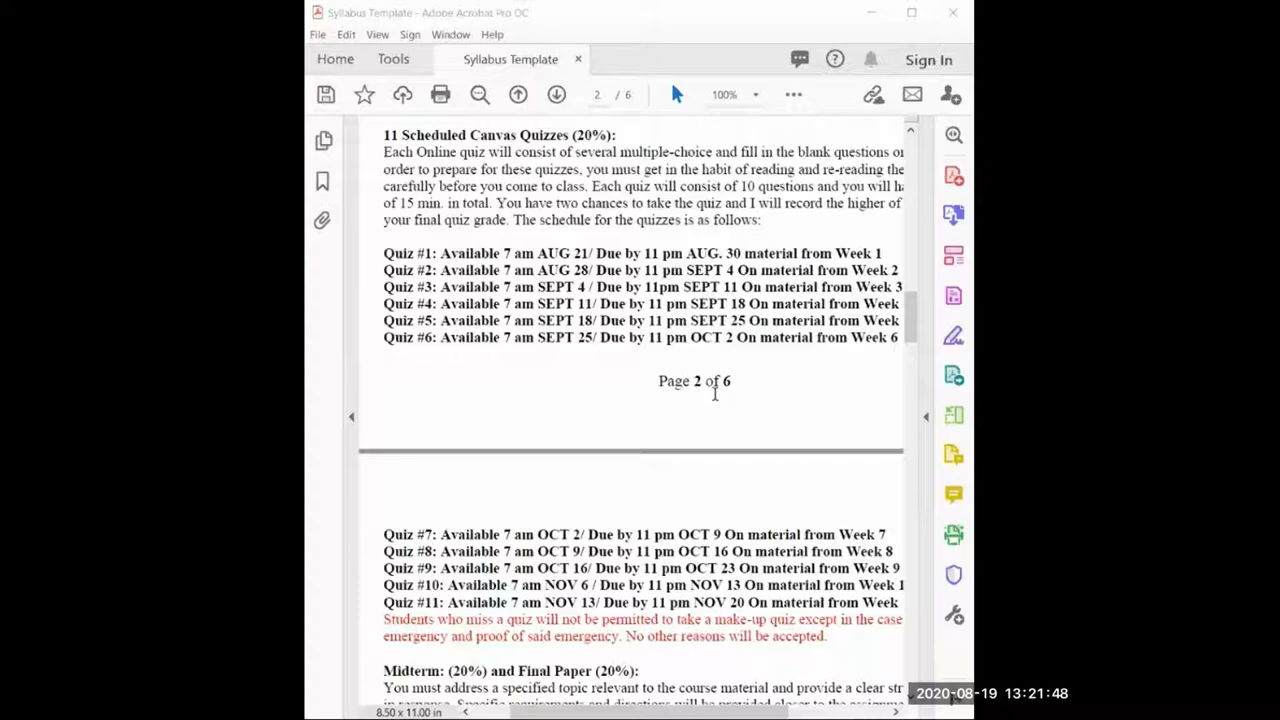 Syllabus Template - Adobe Acrobat Pro DC
File Edit View Sign Window Help
Home Tools Syllabus Template × Sign In
2 / 6 100%
11 Scheduled Canvas Quizzes (20%):
Each Online quiz will consist of several multiple-choice and fill in the blank questions
order to prepare for these quizzes, you must get in the habit of reading and re-reading the
carefully before you come to class. Each quiz will consist of 10 questions and you will
of 15 min. in total. You have two chances to take the quiz and I will record the higher of
your final quiz grade. The schedule for the quizzes is as follows:
Quiz #1: Available 7 am AUG 21/ Due by 11 pm AUG. 30 material from Week 1
Quiz #2: Available 7 am AUG 28/ Due by 11 pm SEPT 4 On material from Week 2
Quiz #3: Available 7 am SEPT 4 / Due by 11pm SEPT 11 On material from Week 3
Quiz #4: Available 7 am SEPT 11/ Due by 11 pm SEPT 18 On material from Week
Quiz #5: Available 7 am SEPT 18/ Due by 11 pm SEPT 25 On material from Week
Quiz #6: Available 7 am SEPT 25/ Due by 11 pm OCT 2 On material from Week 6
Page 2 of 6
Quiz #7: Available 7 am OCT 2/ Due by 11 pm OCT 9 On material from Week 7
Quiz #8: Available 7 am OCT 9/ Due by 11 pm OCT 16 On material from Week 8
Quiz #9: Available 7 am OCT 16/ Due by 11 pm OCT 23 On material from Week 9
Quiz #10: Available 7 am NOV 6 / Due by 11 pm NOV 13 On material from Week 1
Quiz #11: Available 7 am NOV 13/ Due by 11 pm NOV 20 On material from Week
Students who miss a quiz will not be permitted to take a make-up quiz except in the case
emergency and proof of said emergency. No other reasons will be accepted.
Midterm: (20%) and Final Paper (20%):
You must address a specified topic relevant to the course material and provide a clear str
in response. Specific requirements and directions will be provided closer to the
8.50 x 11.00 in
2020-08-19 13:21:48